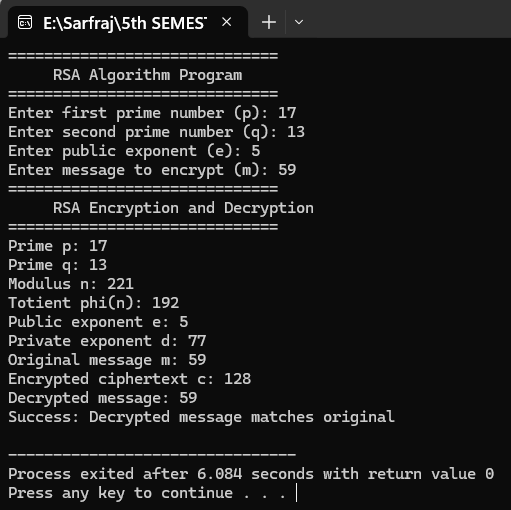 E:\Sarfraj\5th SEMEST
==============================
RSA Algorithm Program
==============================
Enter first prime number (p): 17
Enter second prime number (q): 13
Enter public exponent (e): 5
Enter message to encrypt (m): 59
==============================
RSA Encryption and Decryption
==============================
Prime p: 17
Prime q: 13
Modulus n: 221
Totient phi(n): 192
Public exponent e: 5
Private exponent d: 77
Original message m: 59
Encrypted ciphertext c: 128
Decrypted message: 59
Success: Decrypted message matches original
--------------------------------
Process exited after 6.084 seconds with return value 0
Press any key to continue . . .